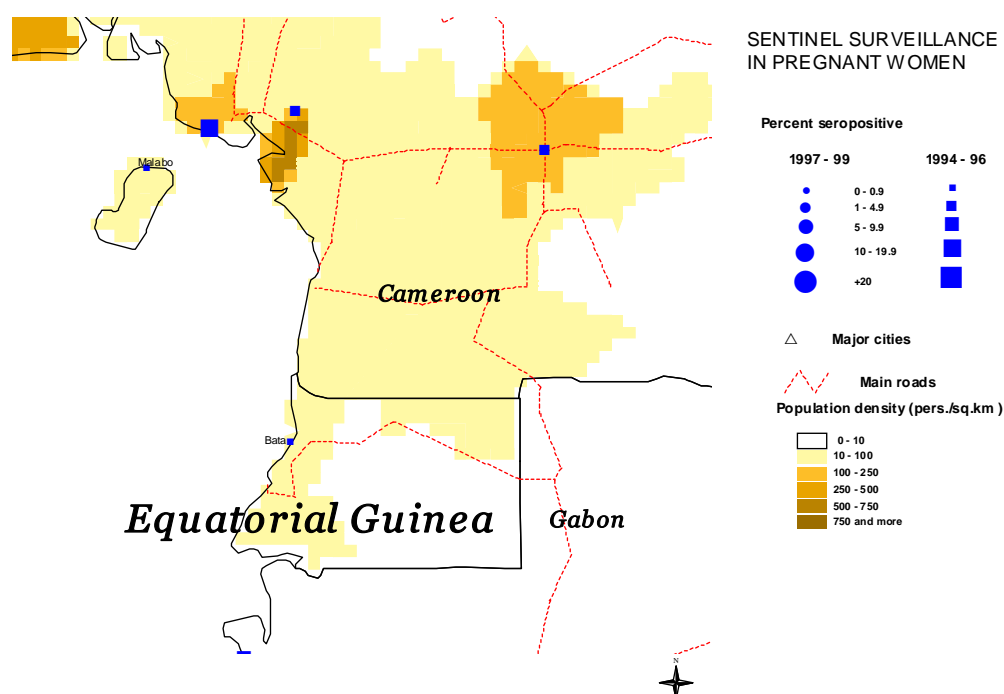 SENTINEL SURVEILLANCE
IN PREGNANT WOMEN
Percent seropositive
1997 - 99
1994 - 96
0 - 0.9
1 - 4.9
5 - 9.9
10 - 19.9
+20
Major cities
Main roads
Population density (pers./sq.km )
0 - 10
10 - 100
100 - 250
250 - 500
500 - 750
750 and more
Malabo
Cameroon
Bata
Equatorial Guinea
Gabon
N